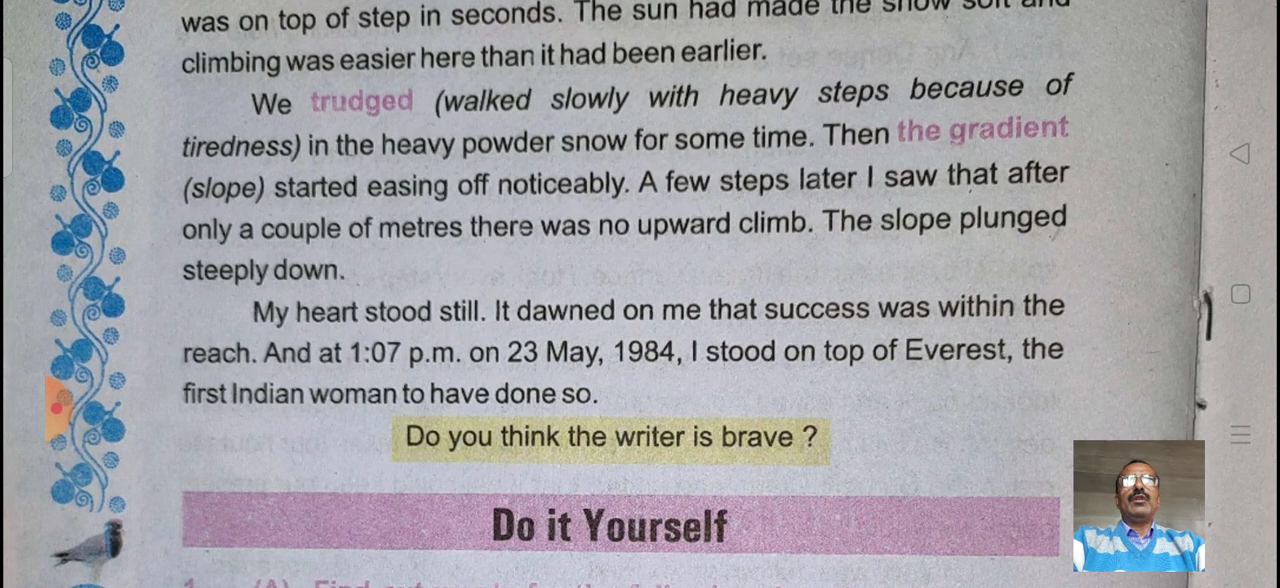 was on top of step in seconds. The sun had made the snow soft and
climbing was easier here than it had been earlier.
We trudged (walked slowly with heavy steps because of
tiredness) in the heavy powder snow for some time. Then the gradient
(slope) started easing off noticeably. A few steps later I saw that after
only a couple of metres there was no upward climb. The slope plunged
steeply down.
My heart stood still. It dawned on me that success was within the
reach. And at 1:07 p.m. on 23 May, 1984, I stood on top of Everest, the
first Indian woman to have done so.
Do you think the writer is brave ?
Do it Yourself